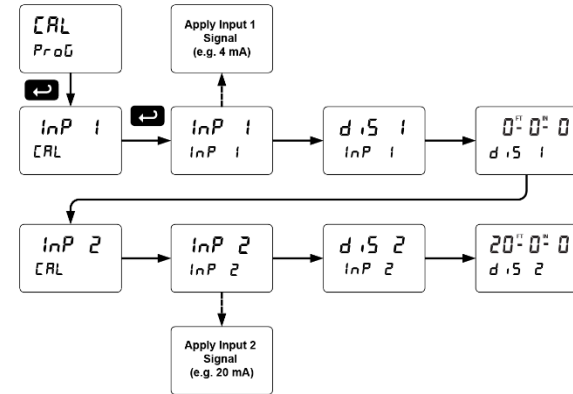 CAL
ProG
Apply Input 1
Signal
(e.g. 4 mA)
InP 1
CAL
InP 1
InP 1
diS 1
InP 1
0FT- 0IN- 0
diS 1
InP 2
CAL
InP 2
InP 2
diS 2
InP 2
20FT- 0IN- 0
diS 2
Apply Input 2
Signal
(e.g. 20 mA)